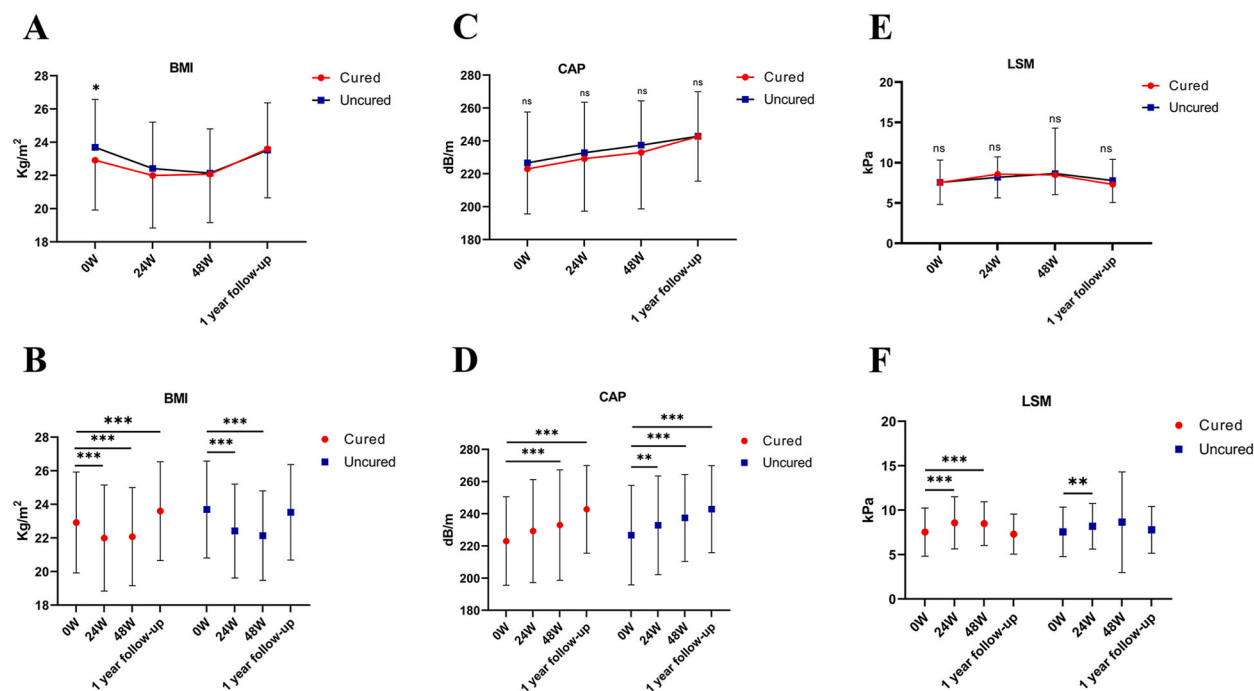 A
BMI
Cured
Uncured
*
Kg/m²
28
26
24
22
20
18
0W
24W
48W
1 year follow-up
C
CAP
Cured
Uncured
dB/m
280
260
240
220
200
180
ns
ns
ns
ns
0W
24W
48W
1 year follow-up
E
LSM
Cured
Uncured
kPa
20
15
10
5
0
ns
ns
ns
ns
0W
24W
48W
1 year follow-up
B
BMI
Cured
Uncured
Kg/m²
28
26
24
22
20
18
***
***
***
***
***
0W
24W
48W
1 year follow-up
0W
24W
48W
1 year follow-up
D
CAP
Cured
Uncured
dB/m
280
260
240
220
200
180
***
***
***
***
**
0W
24W
48W
1 year follow-up
0W
24W
48W
1 year follow-up
F
LSM
Cured
Uncured
kPa
20
15
10
5
0
***
***
**
0W
24W
48W
1 year follow-up
0W
24W
48W
1 year follow-up